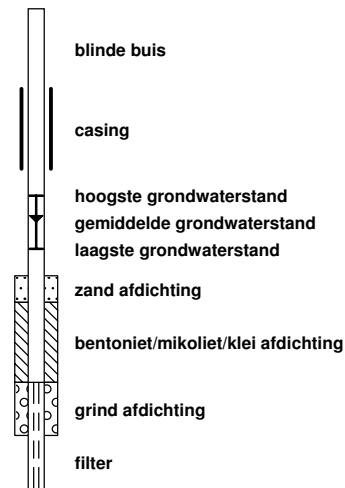 blinde buis
casing
hoogste grondwaterstand
gemiddelde grondwaterstand
laagste grondwaterstand
zand afdichting
bentoniet/mikoliet/klei afdichting
grind afdichting
filter